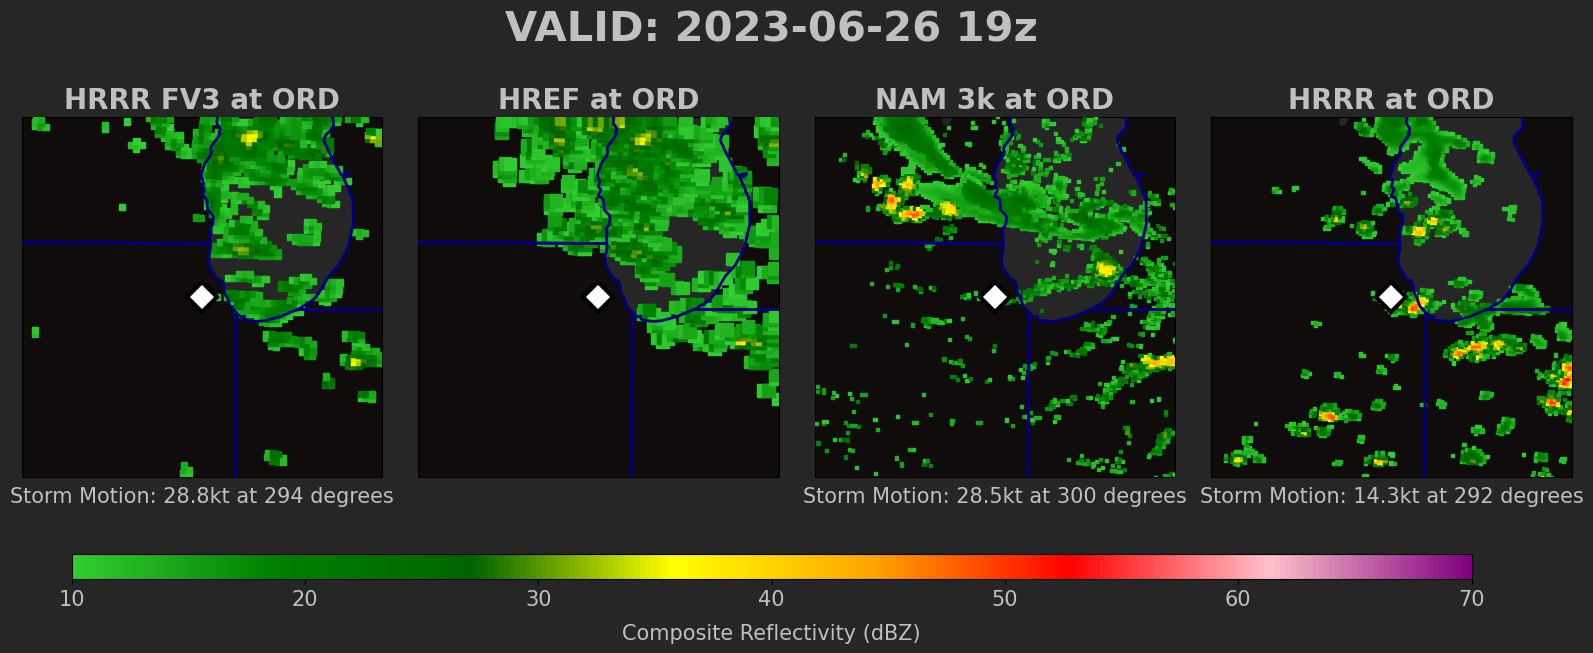 VALID: 2023-06-26 19z
HRRR FV3 at ORD
HREF at ORD
NAM 3k at ORD
HRRR at ORD
Storm Motion: 28.8kt at 294 degrees
Storm Motion: 28.5kt at 300 degrees
Storm Motion: 14.3kt at 292 degrees
10 20 30 40 50 60 70
Composite Reflectivity (dBZ)